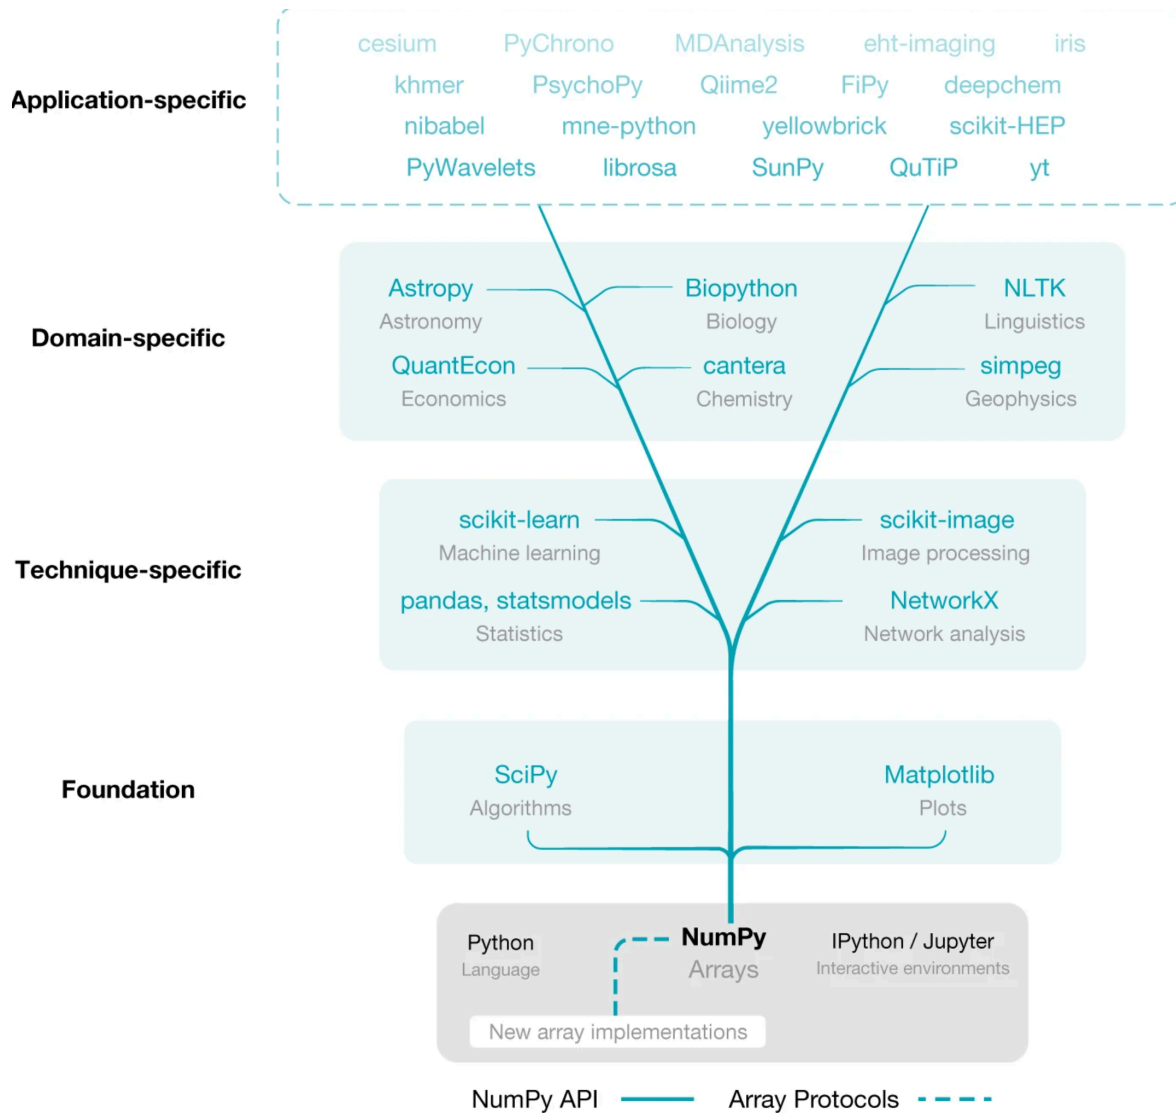 cesium PyChrono MDAnalysis eht-imaging iris
Application-specific khmer PsychoPy Qiime2 FiPy deepchem
nibabel mne-python yellowbrick scikit-HEP
PyWavelets librosa SunPy QuTiP yt
Astropy Biopython NLTK
Astronomy Biology Linguistics
Domain-specific
QuantEcon cantera simpeg
Economics Chemistry Geophysics
scikit-learn scikit-image
Machine learning Image processing
Technique-specific
pandas, statsmodels NetworkX
Statistics Network analysis
SciPy Matplotlib
Foundation
Algorithms Plots
Python NumPy IPython / Jupyter
Language Arrays Interactive environments
New array implementations
NumPy API Array Protocols